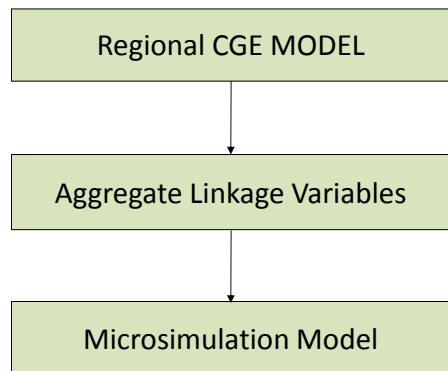 Regional CGE MODEL
Aggregate Linkage Variables
Microsimulation Model